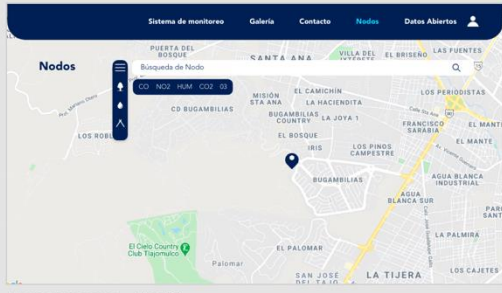 Sistema de monitoreo
Galería
Contacto
Nodos
Datos Abiertos
Nodos
Búsqueda de Nodo
CO NO2 HUM CO2 03
PUERTA DEL
BOSQUE
SANTA ANA
VILLA DEL
EL BRISEÑO
LAS FUENTES
MISIÓN
STA ANA
EL CAMICHIN
LA HACIENDITA
LOS PERIODISTAS
CD BUGAMBILIAS
BUGAMBILIAS
COUNTRY
LA JOYA 1
FRANCISCO
SARABIA
EL MANTE
LOS ROBL
EL BOSQUE
IRIS
LOS PINOS
CAMPESTRE
BUGAMBILIAS
AGUA BLANCA
INDUSTRIAL
AGUA
BLANCA SUR
LA PALMIRA
El Cielo Country
Club Tlajomulco
Palomar
EL PALOMAR
SAN JOSÉ
DEL TAJO
LA TIJERA
LOS CAJETES